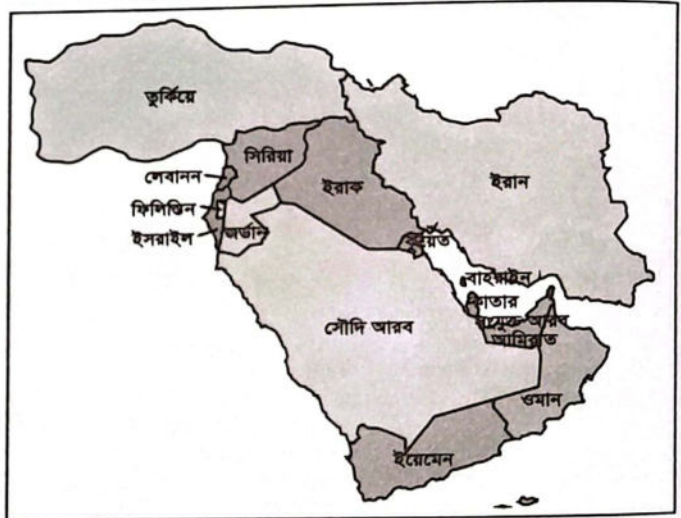 তুর্কিয়ে
সিরিয়া
লেবানন
ইরাক
ইরান
ফিলিস্তিন
ইসরাইল
জর্ডান
কুয়েত
বাহরাইন
কাতার
সৌদি আরব
সংযুক্ত আরব
আমিরাত
ওমান
ইয়েমেন